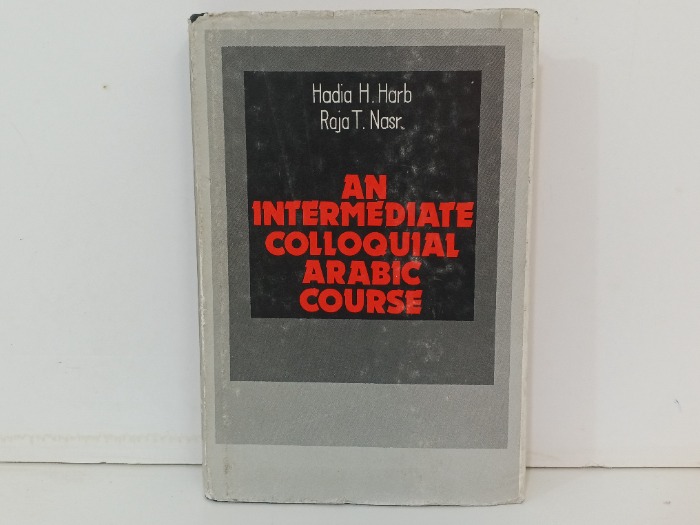 Hadia H. Harb
Raja T. Nasr
AN
INTERMEDIATE
COLLOQUIAL
ARABIC
COURSE